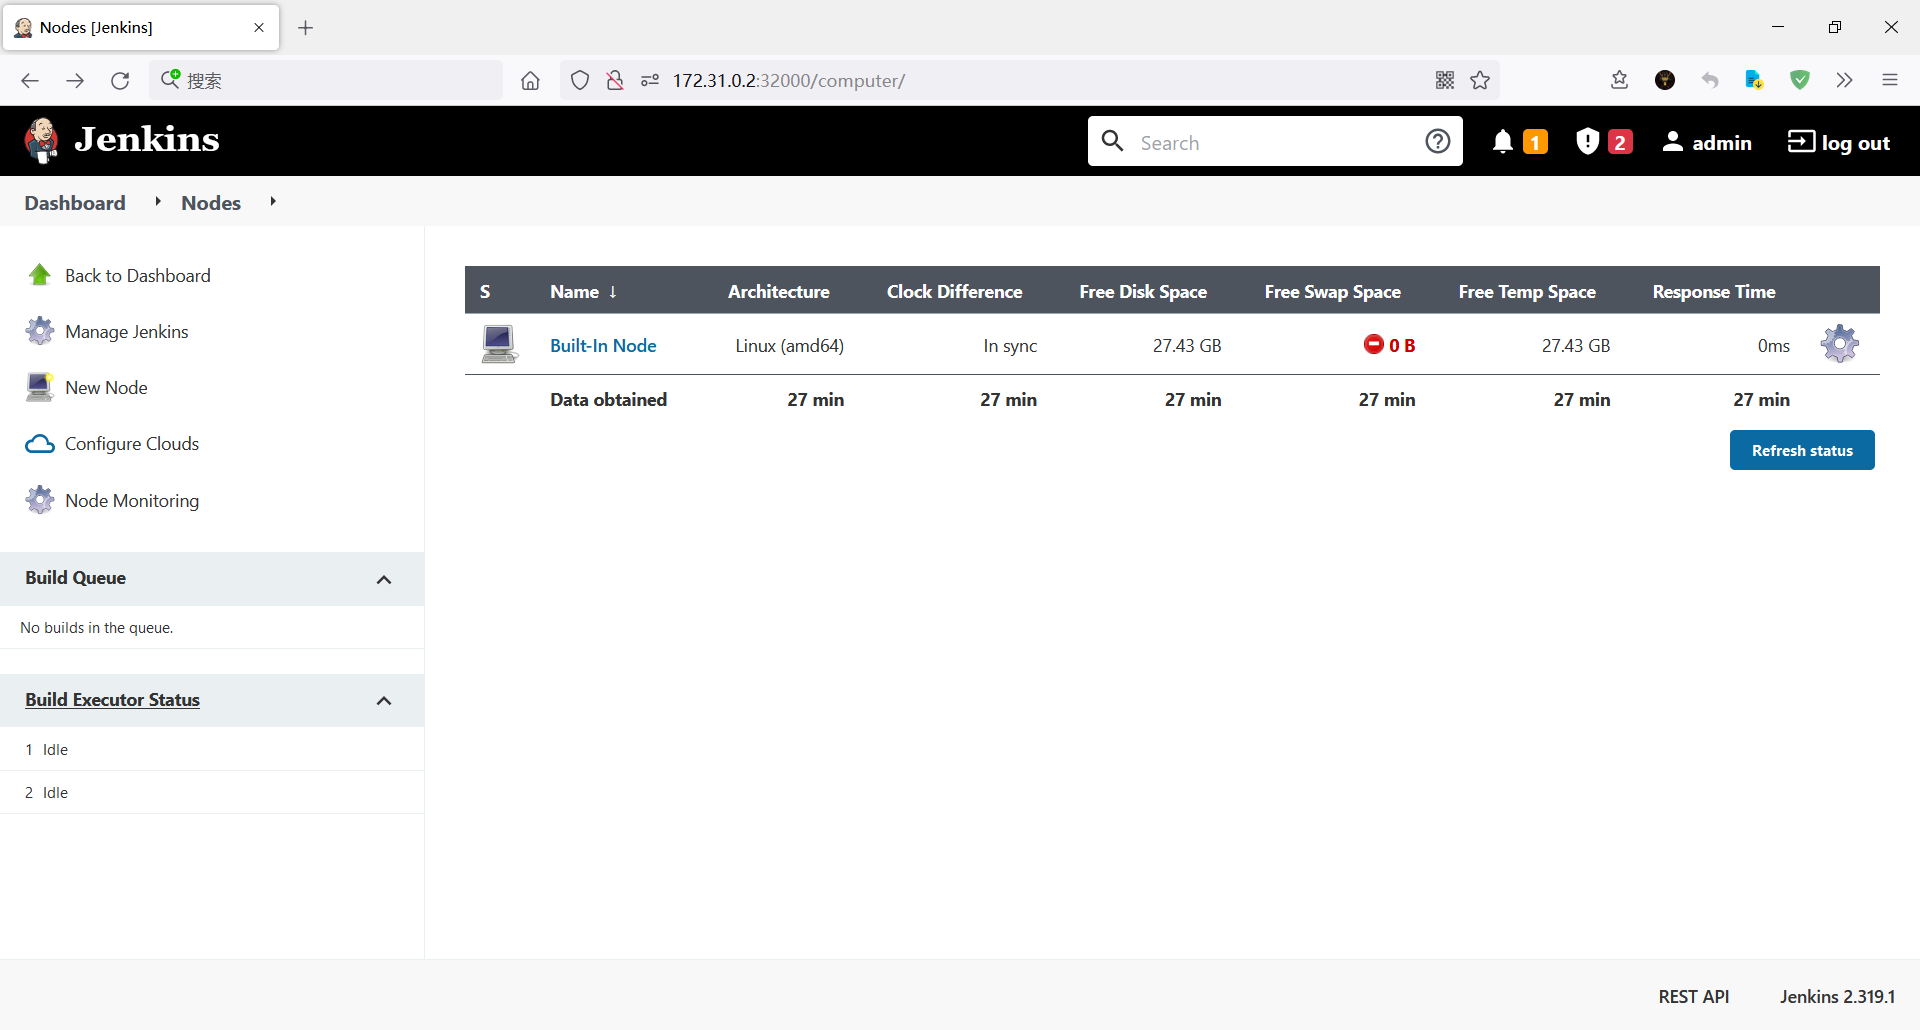 Nodes [Jenkins]
搜索
172.31.0.2:32000/computer/
Jenkins
Search
1
2
admin
log out
Dashboard
Nodes
Back to Dashboard
Manage Jenkins
New Node
Configure Clouds
Node Monitoring
Build Queue
No builds in the queue.
Build Executor Status
1 Idle
2 Idle
S Name ↓ Architecture Clock Difference Free Disk Space Free Swap Space Free Temp Space Response Time
Built-In Node Linux (amd64) In sync 27.43 GB 0 B 27.43 GB 0ms
Data obtained 27 min 27 min 27 min 27 min 27 min 27 min
Refresh status
REST API
Jenkins 2.319.1